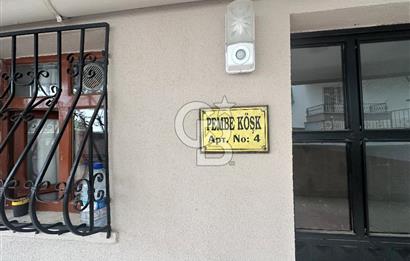 PEMBE KÖŞK
APT. No: 4